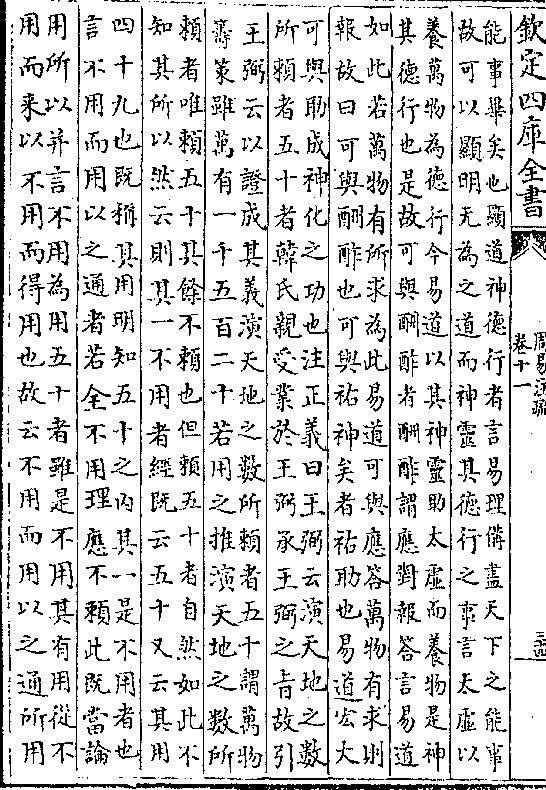 欽定四庫全書
周易注疏
卷十一
能事畢矣也顯道神德行者言易理備盡天下之能事
故可以顯明无為之道而神靈其德行之事言太虛以
養萬物為德行今易道以其神靈助太虛而養物是神
其德行也是故可與酬酢者酬酢謂應對報答言易道
如此若萬物有所求為此易道可與應答萬物有求則
報故曰可與酬酢也可與祐神矣者祐助也易道宏大
可與助成神化之功也注正義曰王弼云演天地之數
所賴者五十者韓氏親受業於王弼承王弼之旨故引
王弼云以證成其義演天地之數所賴者五十謂萬物
籌策雖萬有一千五百二十若用之推演天地之數所
賴者唯賴五十其餘不賴也但賴五十者自然如此不
知其所以然云則其一不用者經既云五十又云其用
四十九也既稱其用明知五十之内其一是不用者也
言不用而用以之通者若全不用理應不賴此既當論
用所以并言不用為用五十者雖是不用其有用從不
用而来以不用而得用也故云不用而用以之通所用